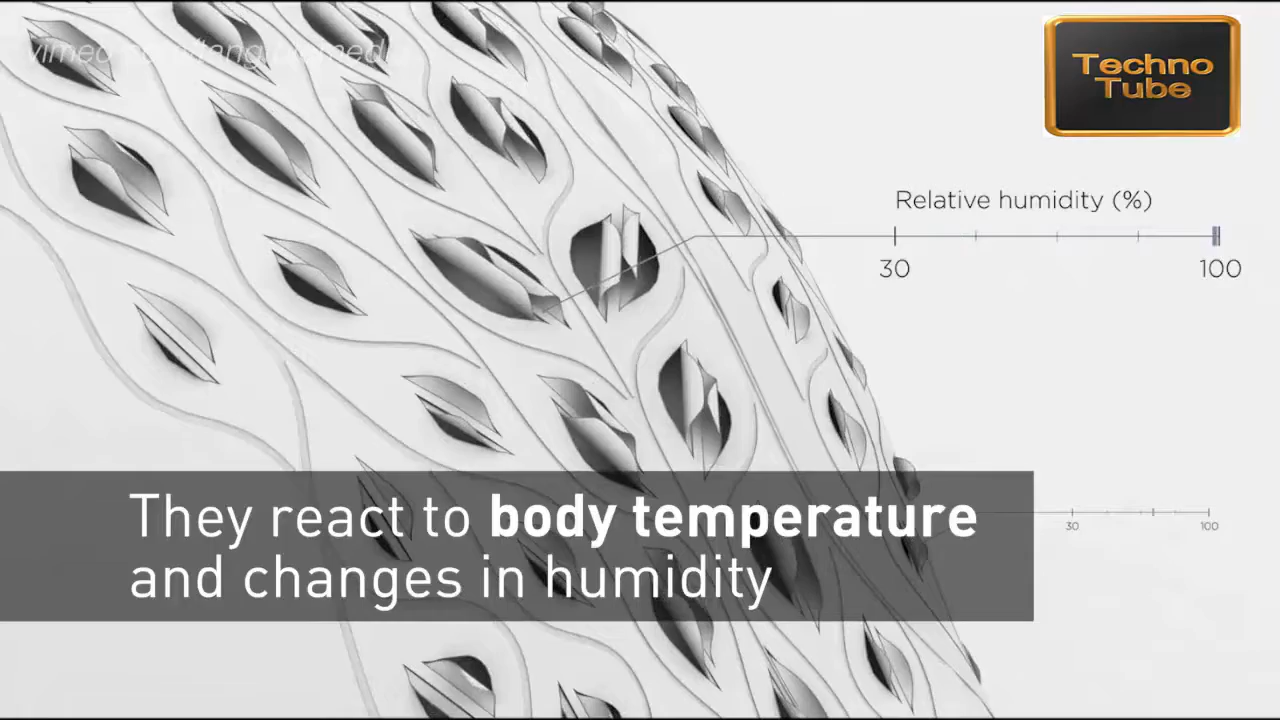 Techno
Tube
Relative humidity (%)
30
100
They react to body temperature
and changes in humidity
30
100